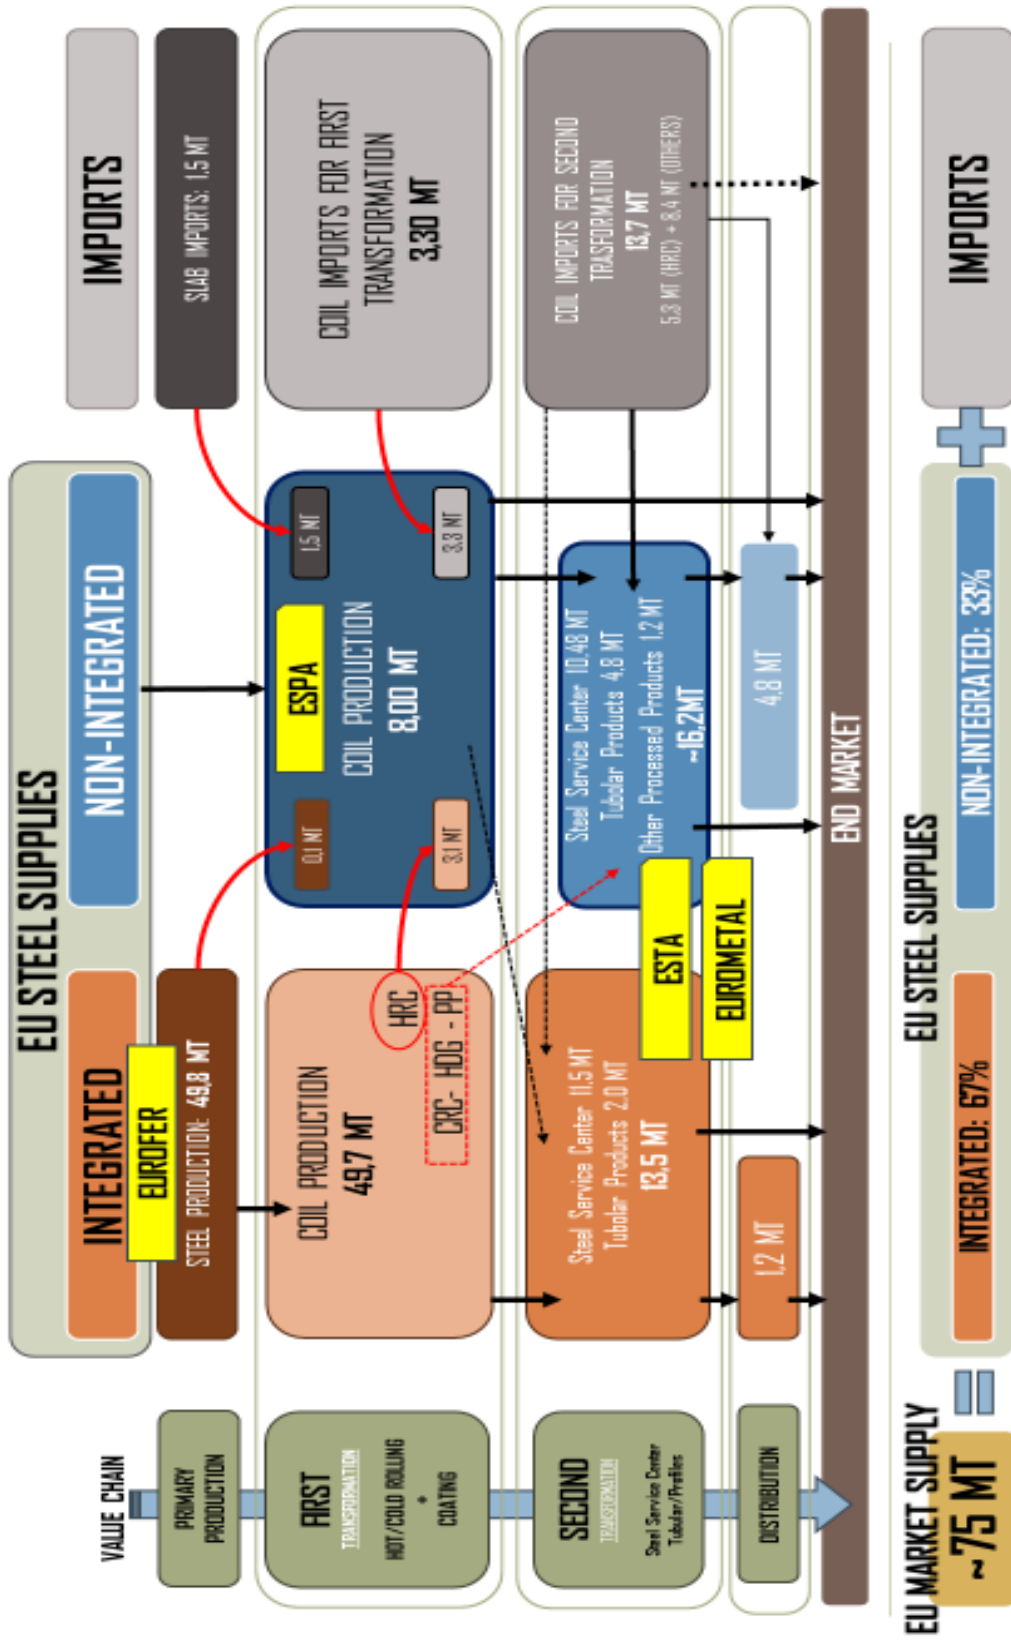 EU STEEL SUPPLIES
INTEGRATED
NON-INTEGRATED
IMPORTS
VALUE CHAIN
PRIMARY
PRODUCTION
EUROFER
STEEL PRODUCTION: 49,8 MT
SLAB IMPORTS: 1,5 MT
FIRST
TRANSFORMATION
HOT/COLD ROLLING
+
COATING
COIL PRODUCTION
49,7 MT
HRC
CRC- HDG - PP
0,1 MT
3,1 MT
ESPA
COIL PRODUCTION
8,00 MT
1,5 MT
3,3 MT
COIL IMPORTS FOR FIRST
TRANSFORMATION
3,30 MT
SECOND
TRANSFORMATION
Steel Service Center
Tubular/Profiles
Steel Service Center 11,5 MT
Tubolar Products 2,0 MT
13,5 MT
ESTA
EUROMETAL
Steel Service Center 10,48 MT
Tubolar Products 4,8 MT
Other Processed Products 1,2 MT
~16,2MT
COIL IMPORTS FOR SECOND
TRASFORMATION
13,7 MT
5,3 MT (HRC) + 8,4 MT (OTHERS)
DISTRIBUTION
1,2 MT
4,8 MT
END MARKET
EU MARKET SUPPLY
~75 MT
=
EU STEEL SUPPLIES
INTEGRATED: 67%
NON-INTEGRATED: 33%
+
IMPORTS